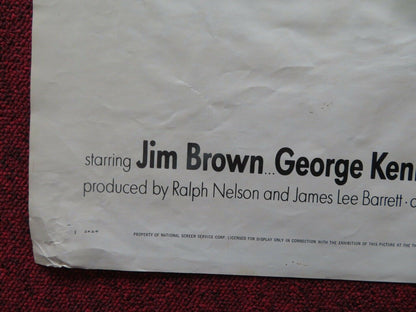 starring Jim Brown...George Ken
produced by Ralph Nelson and James Lee Barrett ·
PROPERTY OF NATIONAL SCREEN SERVICE CORP. LICENSED FOR DISPLAY ONLY IN CONNECTION WITH THE EXHIBITION OF THIS PICTURE AT THE